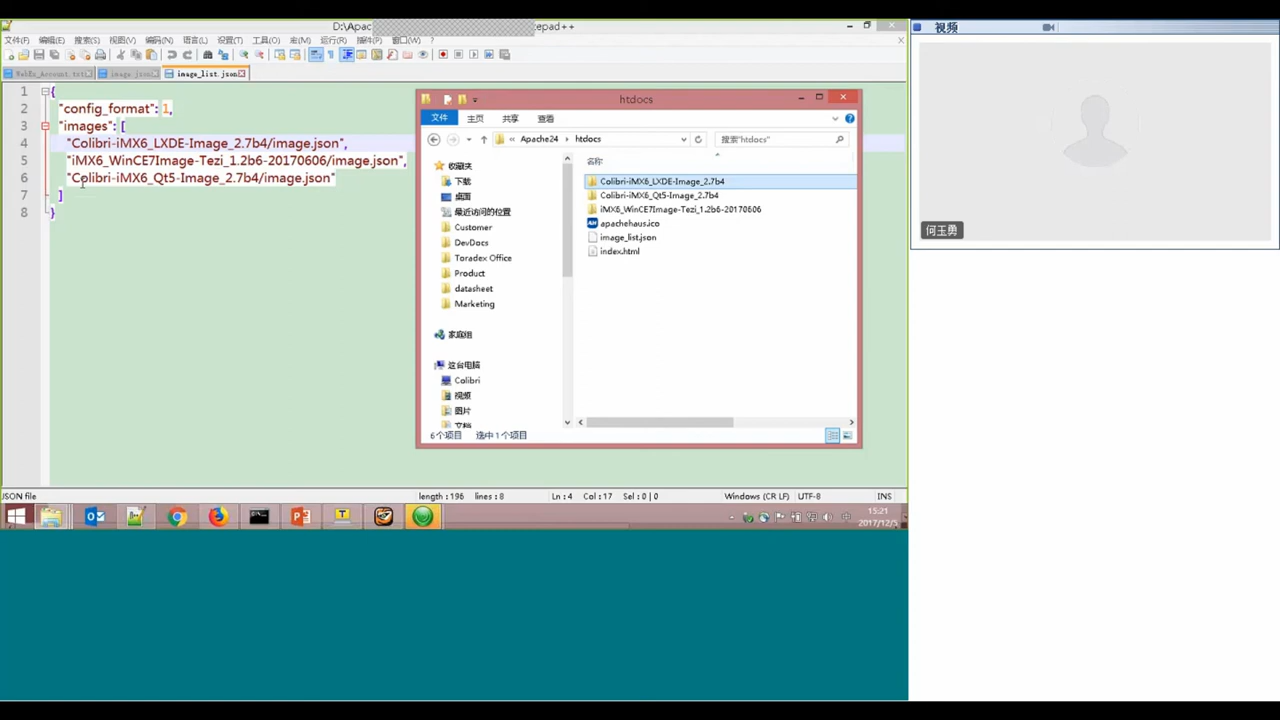 D:\Apac
epad++
视频
文件(F) 编辑(E) 搜索(S) 视图(V) 编码(N) 语言(L) 设置(T) 工具(O) 宏(M) 运行(R) 插件(P) 窗口(W) ?
WebEx_Account.txt image.json image_list.json
1 {
2 "config_format": 1,
3 "images": [
4 "Colibri-iMX6_LXDE-Image_2.7b4/image.json",
5 "iMX6_WinCE7Image-Tezi_1.2b6-20170606/image.json",
6 "Colibri-iMX6_Qt5-Image_2.7b4/image.json"
7 ]
8 }
htdocs
文件 主页 共享 查看
Apache24 htdocs 搜索"htdocs"
名称
收藏夹
下载
桌面
最近访问的位置
Customer
DevDocs
Toradex Office
Product
datasheet
Marketing
家庭组
这台电脑
Colibri
视频
图片
文档
Colibri-iMX6_LXDE-Image_2.7b4
Colibri-iMX6_Qt5-Image_2.7b4
iMX6_WinCE7Image-Tezi_1.2b6-20170606
apachehaus.ico
image_list.json
index.html
6个项目 选中1个项目
何玉勇
JSON file length : 196 lines : 8 Ln : 4 Col : 17 Sel : 0 | 0 Windows (CR LF) UTF-8 INS
中
15:21
2017/12/5